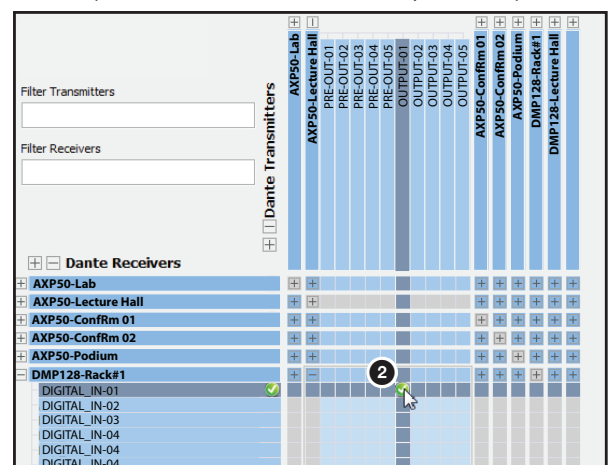 AXP50-Lab
AXP50-Lecture Hall
PRE-OUT-01
PRE-OUT-02
PRE-OUT-03
PRE-OUT-04
PRE-OUT-05
OUTPUT-01
OUTPUT-02
OUTPUT-03
OUTPUT-04
OUTPUT-05
AXP50-ConfRm 01
AXP50-ConfRm 02
AXP50-Podium
DMP128-Rack#1
DMP128-Lecture Hall
Filter Transmitters
Filter Receivers
Dante Transmitters
Dante Receivers
AXP50-Lab
AXP50-Lecture Hall
AXP50-ConfRm 01
AXP50-ConfRm 02
AXP50-Podium
DMP128-Rack#1
2
DIGITAL_IN-01
DIGITAL_IN-02
DIGITAL_IN-03
DIGITAL_IN-04
DIGITAL_IN-04
DIGITAL_IN-04